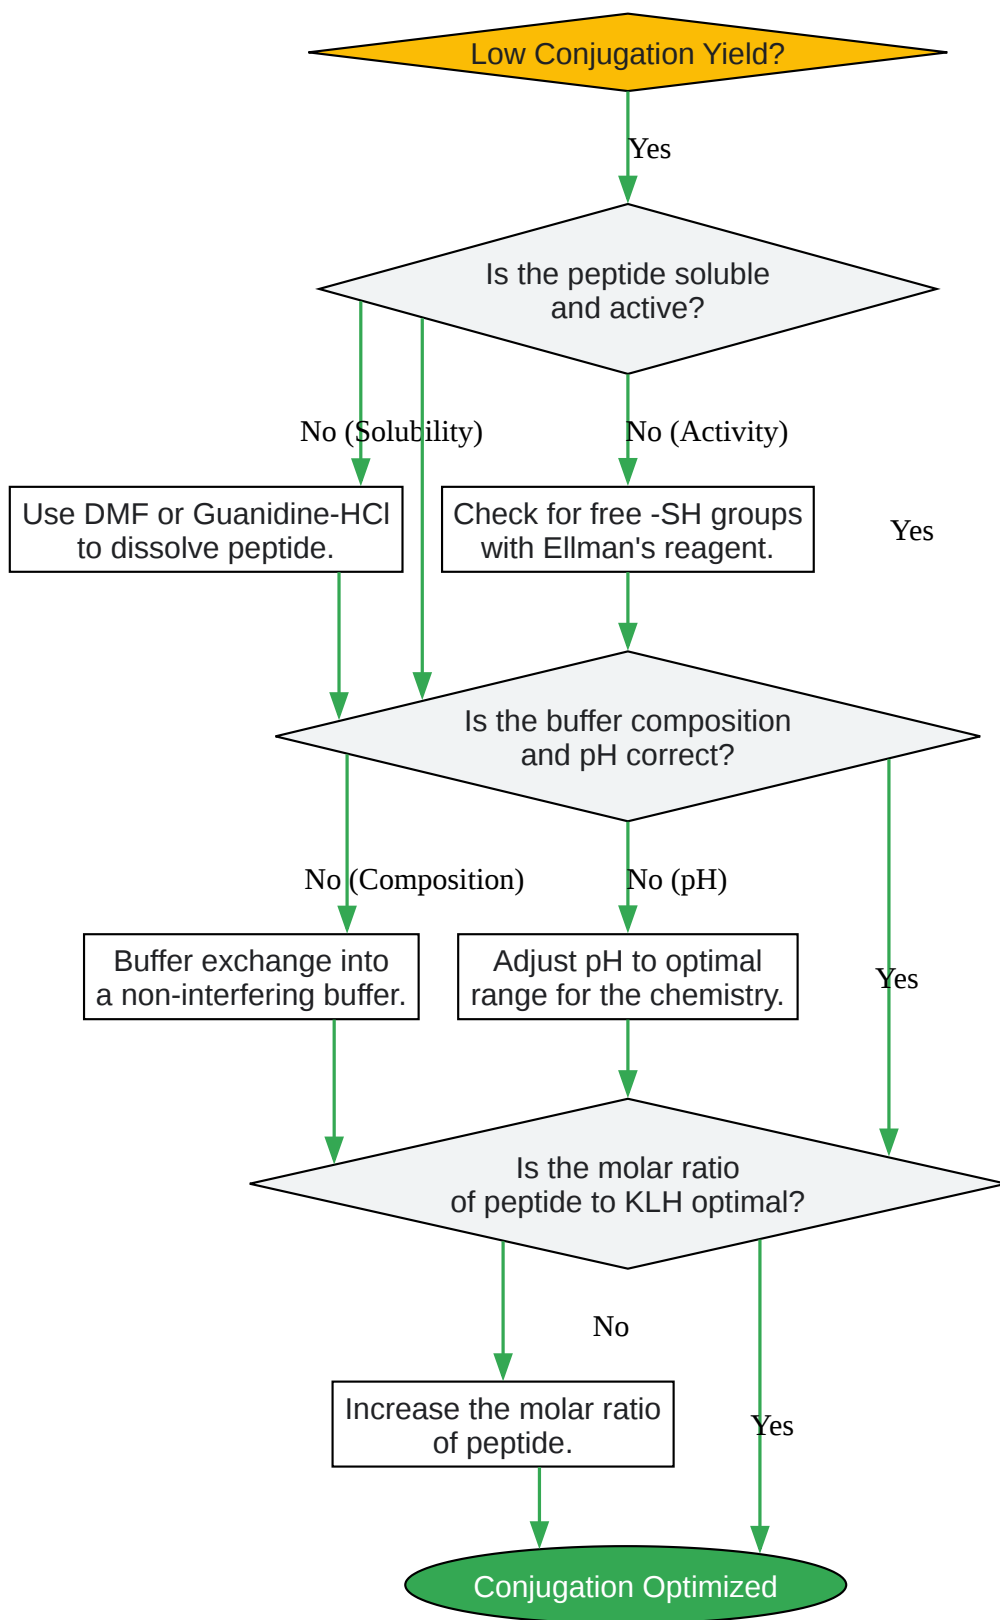 Low Conjugation Yield?
Yes
Is the peptide soluble
and active?
No (Solubility)
No (Activity)
Use DMF or Guanidine-HCl
to dissolve peptide.
Check for free -SH groups
with Ellman's reagent.
Yes
Is the buffer composition
and pH correct?
No (Composition)
No (pH)
Buffer exchange into
a non-interfering buffer.
Adjust pH to optimal
range for the chemistry.
Yes
Is the molar ratio
of peptide to KLH optimal?
No
Increase the molar ratio
of peptide.
Yes
Conjugation Optimized